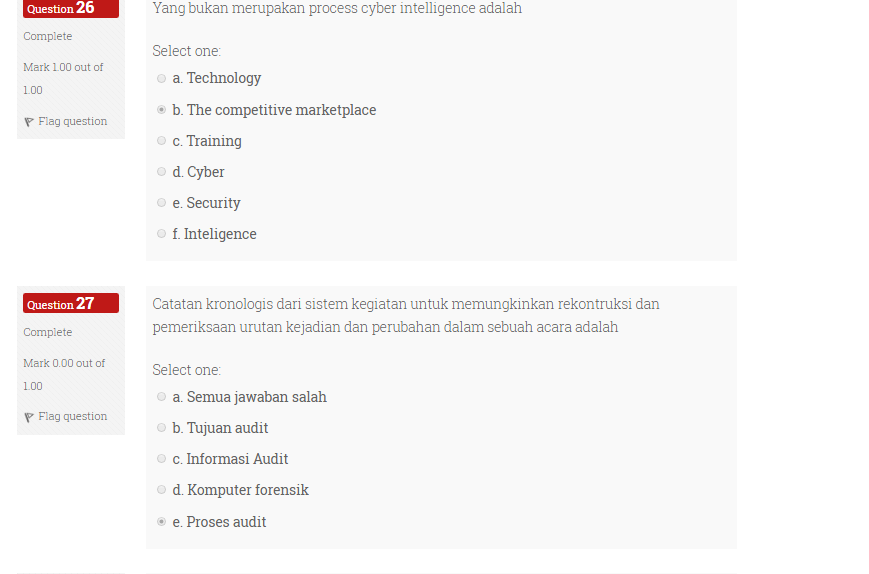 Question 26
Complete
Mark 1.00 out of
1.00
Flag question
Yang bukan merupakan process cyber intelligence adalah
Select one:
a. Technology
b. The competitive marketplace
c. Training
d. Cyber
e. Security
f. Inteligence
Question 27
Complete
Mark 0.00 out of
1.00
Flag question
Catatan kronologis dari sistem kegiatan untuk memungkinkan rekontruksi dan
pemeriksaan urutan kejadian dan perubahan dalam sebuah acara adalah
Select one:
a. Semua jawaban salah
b. Tujuan audit
c. Informasi Audit
d. Komputer forensik
e. Proses audit